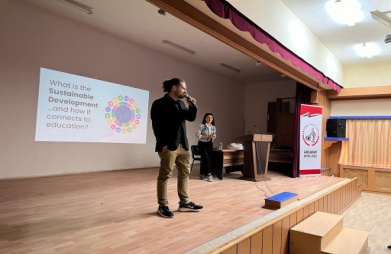 What is the
Sustainable
Development
...and how it
connects to
education?